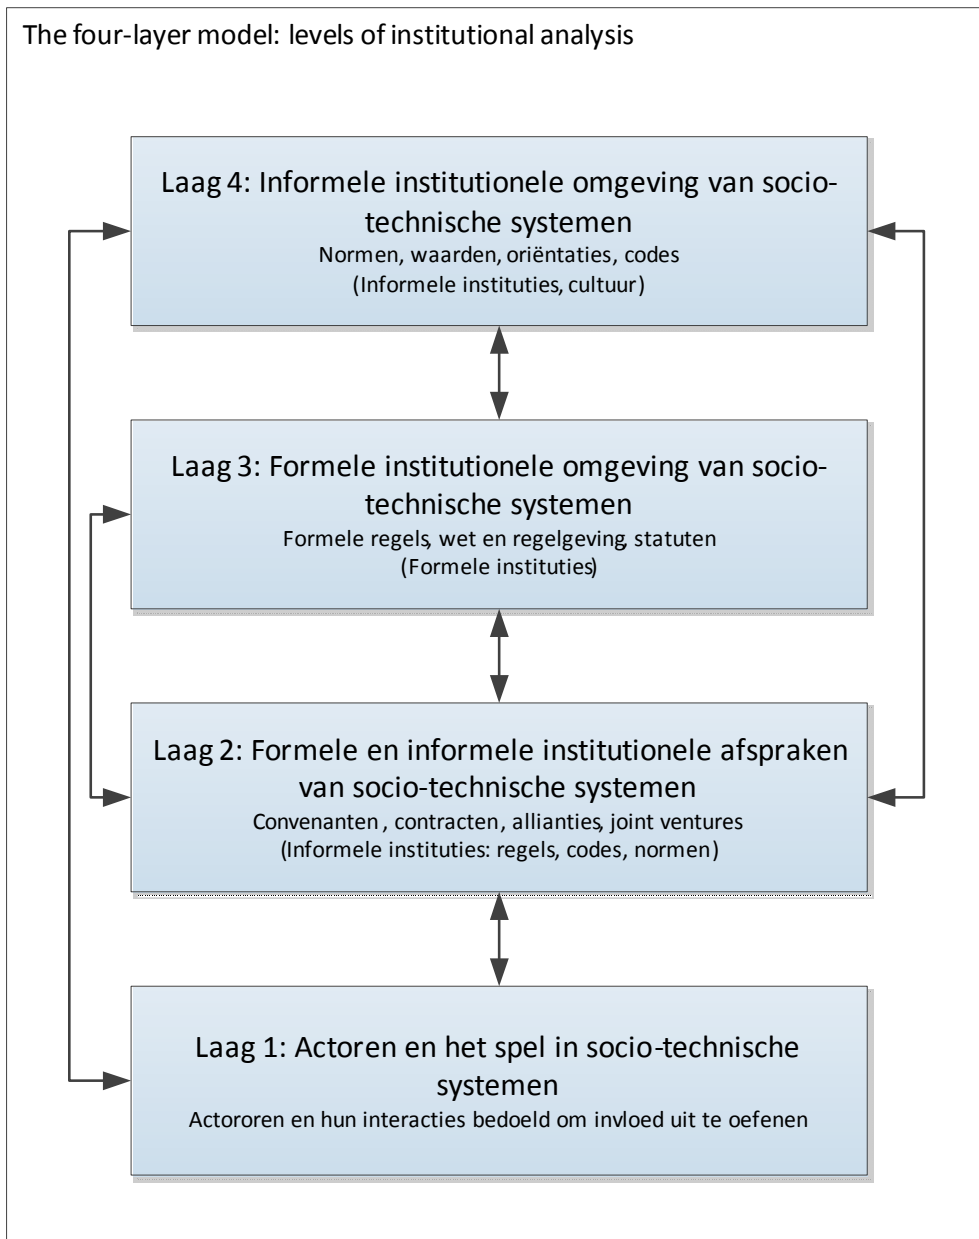 The four-layer model: levels of institutional analysis
Laag 4: Informele institutionele omgeving van socio-
technische systemen
Normen, waarden, oriëntaties, codes
(Informele instituties, cultuur)
Laag 3: Formele institutionele omgeving van socio-
technische systemen
Formele regels, wet en regelgeving, statuten
(Formele instituties)
Laag 2: Formele en informele institutionele afspraken
van socio-technische systemen
Convenanten, contracten, allianties, joint ventures
(Informele instituties: regels, codes, normen)
Laag 1: Actoren en het spel in socio-technische
systemen
Actororen en hun interacties bedoeld om invloed uit te oefenen